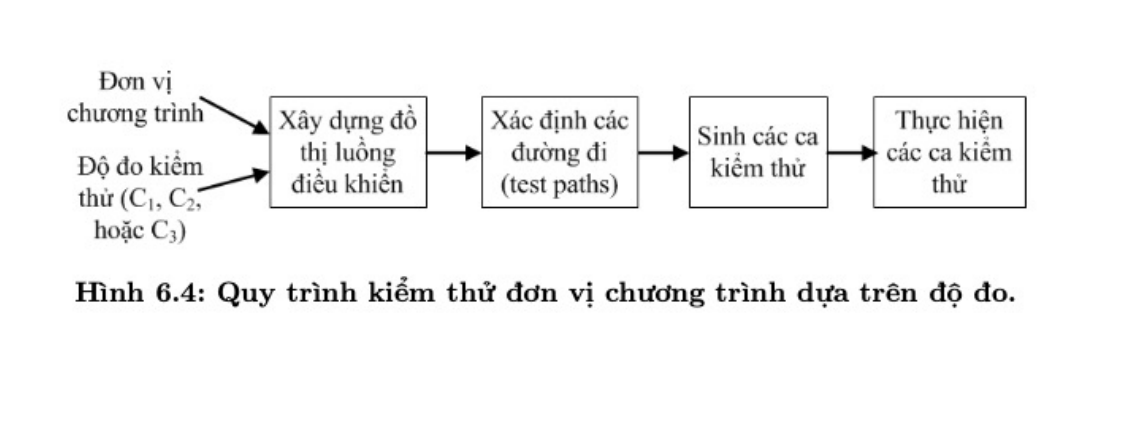 Đơn vị
chương trình
Độ đo kiểm
thử (C₁, C₂,
hoặc C₃)
Xây dựng đồ
thị luồng
điều khiển
Xác định các
đường đi
(test paths)
Sinh các ca
kiểm thử
Thực hiện
các ca kiểm
thử
Hình 6.4: Quy trình kiểm thử đơn vị chương trình dựa trên độ đo.